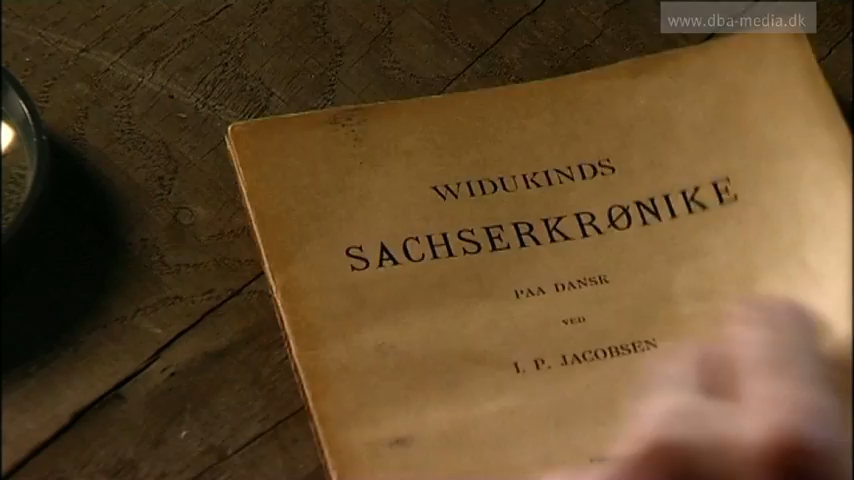 www.dba-media.dk
WIDUKINDS
SACHSERKRØNIKE
PAA DANSK
VED
I. P. JACOBSEN